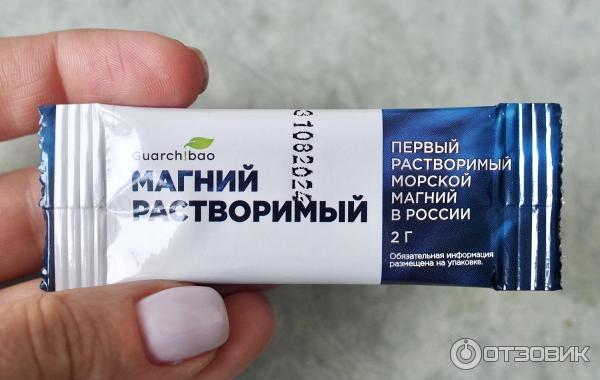 Guarchibao
МАГНИЙ
РАСТВОРИМЫЙ
31082024
ПЕРВЫЙ
РАСТВОРИМЫЙ
МОРСКОЙ
МАГНИЙ
В РОССИИ
2 Г
Обязательная информация
размещена на упаковке.
ОТЗОВИК